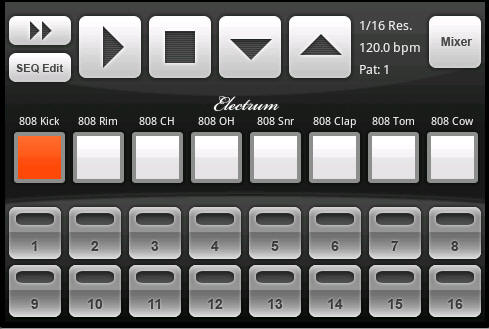 1/16 Res.
SEQ Edit
120.0 bpm
Pat: 1
Mixer
Electrum
808 Kick 808 Rim 808 CH 808 OH 808 Snr 808 Clap 808 Tom 808 Cow
1 2 3 4 5 6 7 8
9 10 11 12 13 14 15 16